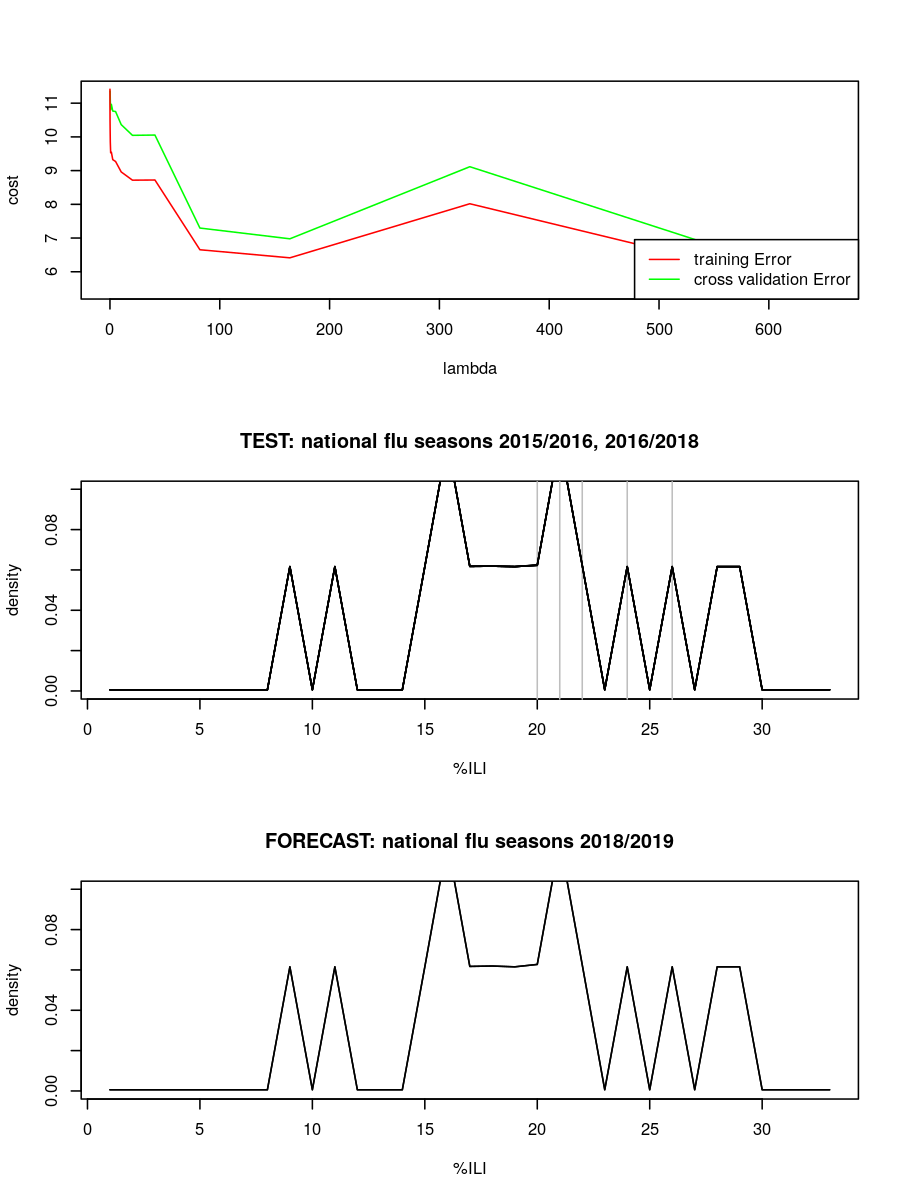 11
10
9
8
7
6
cost
training Error
cross validation Error
0 100 200 300 400 500 600
lambda
TEST: national flu seasons 2015/2016, 2016/2018
0.08
0.04
0.00
density
0 5 10 15 20 25 30
%ILI
FORECAST: national flu seasons 2018/2019
0.08
0.04
0.00
density
0 5 10 15 20 25 30
%ILI